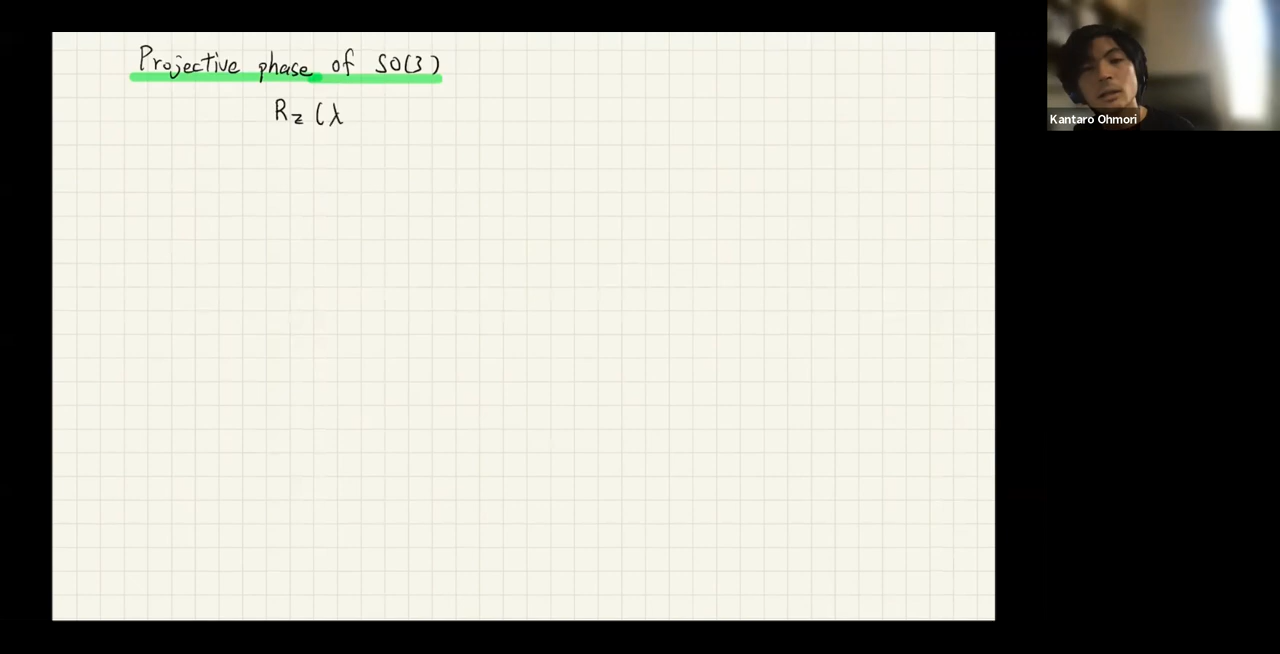 Projective phase of SO(3)
R_z (λ
Kantaro Ohmori